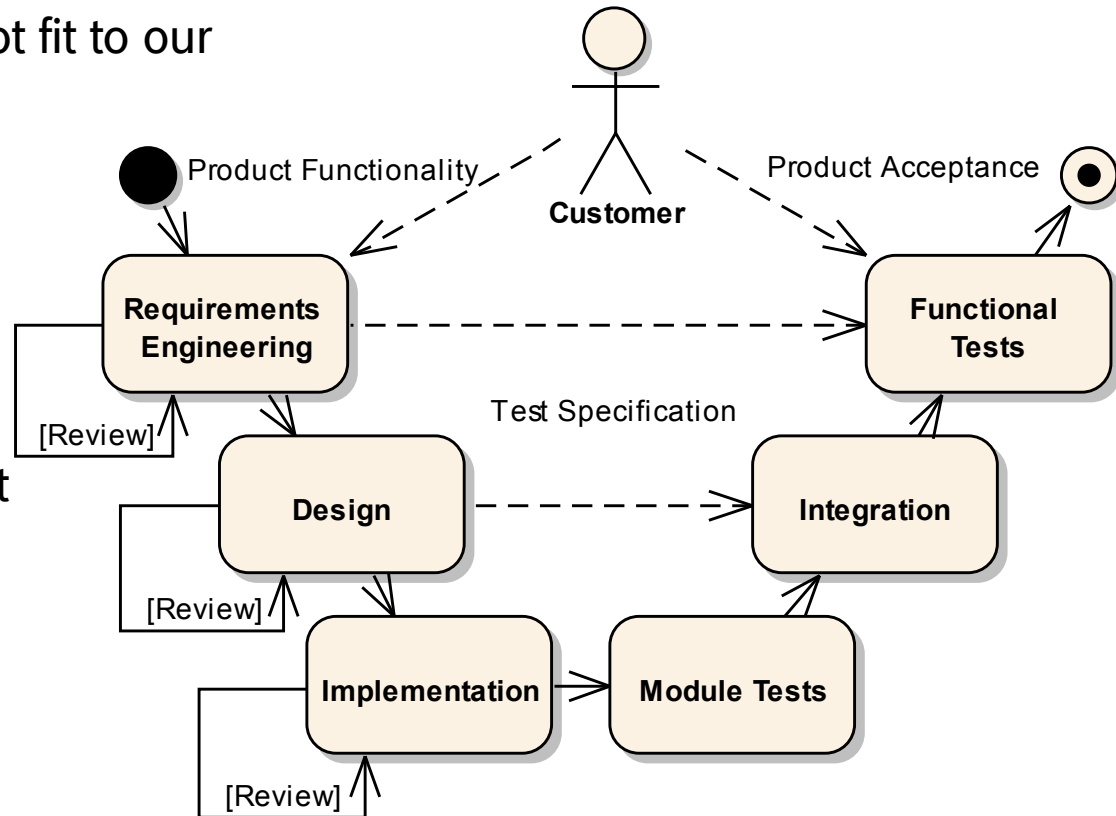 ot fit to our
Product Functionality
Product Acceptance
Customer
Requirements
Engineering
Functional
Tests
[Review]
Test Specification
t
Design
Integration
[Review]
Implementation
Module Tests
[Review]